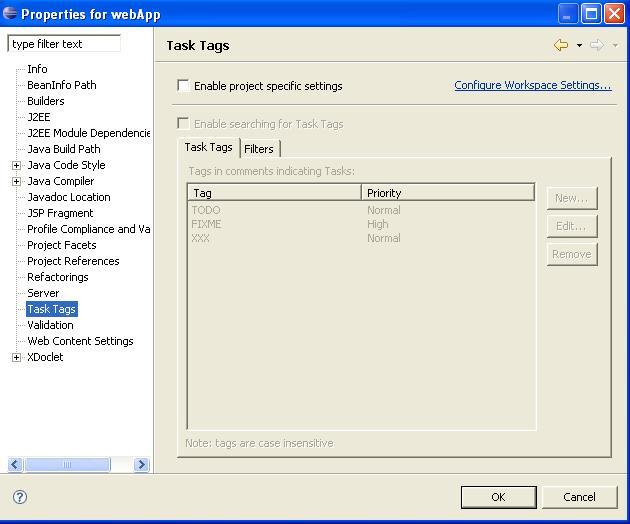 Properties for webApp
type filter text
Info
BeanInfo Path
Builders
J2EE
J2EE Module Dependencie
Java Build Path
Java Code Style
Java Compiler
Javadoc Location
JSP Fragment
Profile Compliance and Va
Project Facets
Project References
Refactorings
Server
Task Tags
Validation
Web Content Settings
XDoclet
Task Tags
Enable project specific settings
Configure Workspace Settings...
Enable searching for Task Tags
Task Tags Filters
Tags in comments indicating Tasks:
Tag Priority
TODO Normal
FIXME High
XXX Normal
New...
Edit...
Remove
Note: tags are case insensitive
OK Cancel